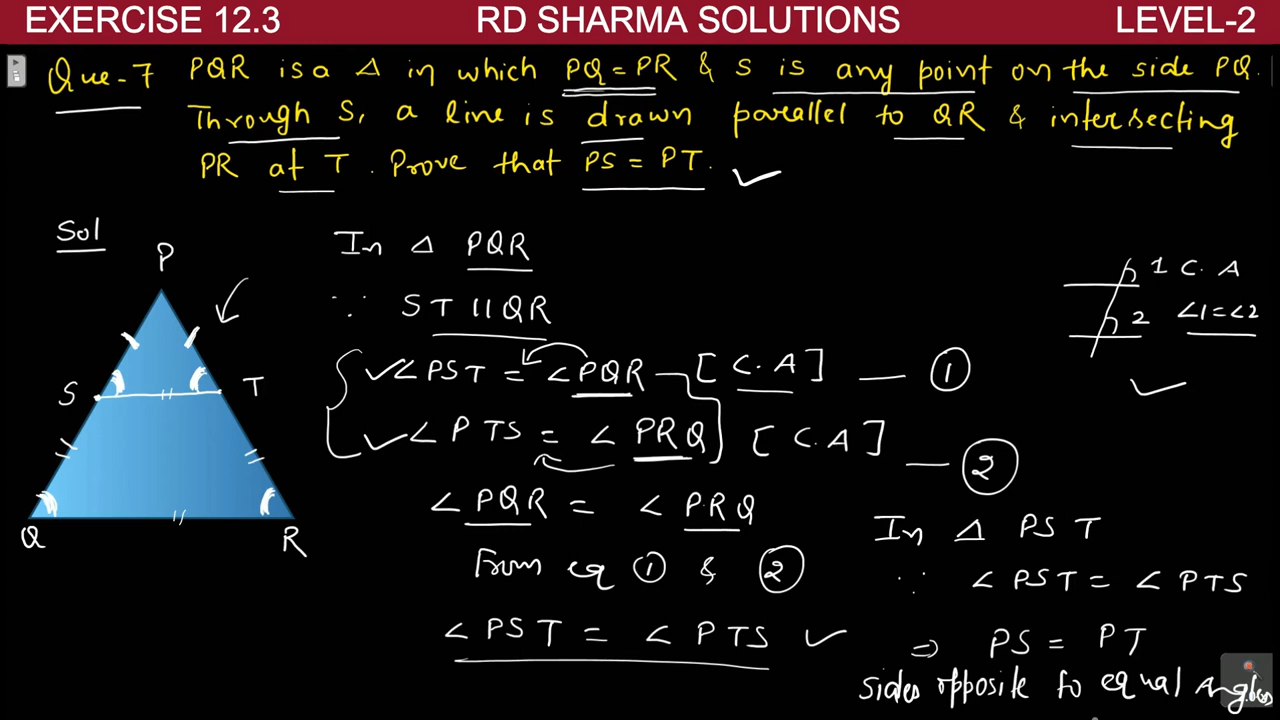 EXERCISE 12.3 RD SHARMA SOLUTIONS LEVEL-2
Que-7 PQR is a Δ in which PQ = PR & S is any point on the side PQ.
Through S, a line is drawn parallel to QR & intersecting
PR at T. Prove that PS = PT.
Sol
P
S
T
Q
R
In Δ PQR
∵ ST || QR
∠PST = ∠PQR [C.A] — ①
∠PTS = ∠PRQ [C.A] — ②
∠PQR = ∠PRQ
From eq ① & ②
∠PST = ∠PTS
1 C.A
2 ∠1=∠2
In Δ PST
∵ ∠PST = ∠PTS
⇒ PS = PT
sides opposite to equal Angles